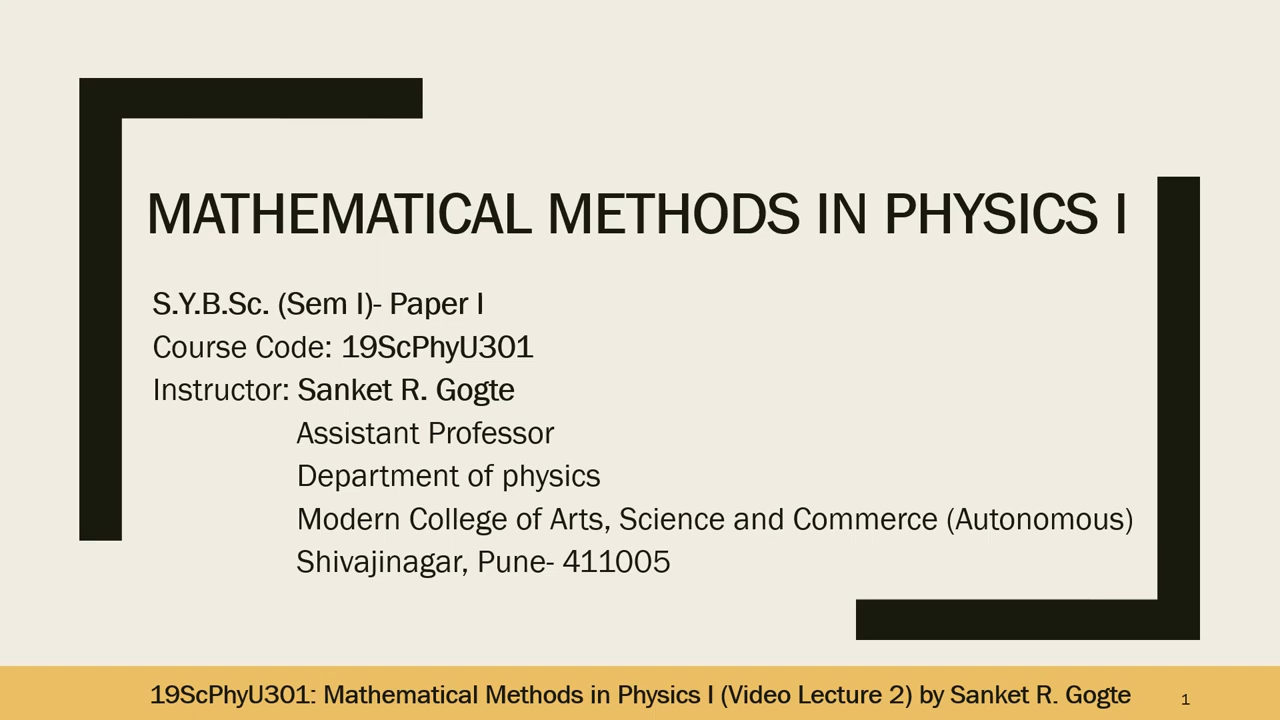 MATHEMATICAL METHODS IN PHYSICS I
S.Y.B.Sc. (Sem I)- Paper I
Course Code: 19ScPhyU301
Instructor: Sanket R. Gogte
Assistant Professor
Department of physics
Modern College of Arts, Science and Commerce (Autonomous)
Shivajinagar, Pune- 411005
19ScPhyU301: Mathematical Methods in Physics I (Video Lecture 2) by Sanket R. Gogte 1